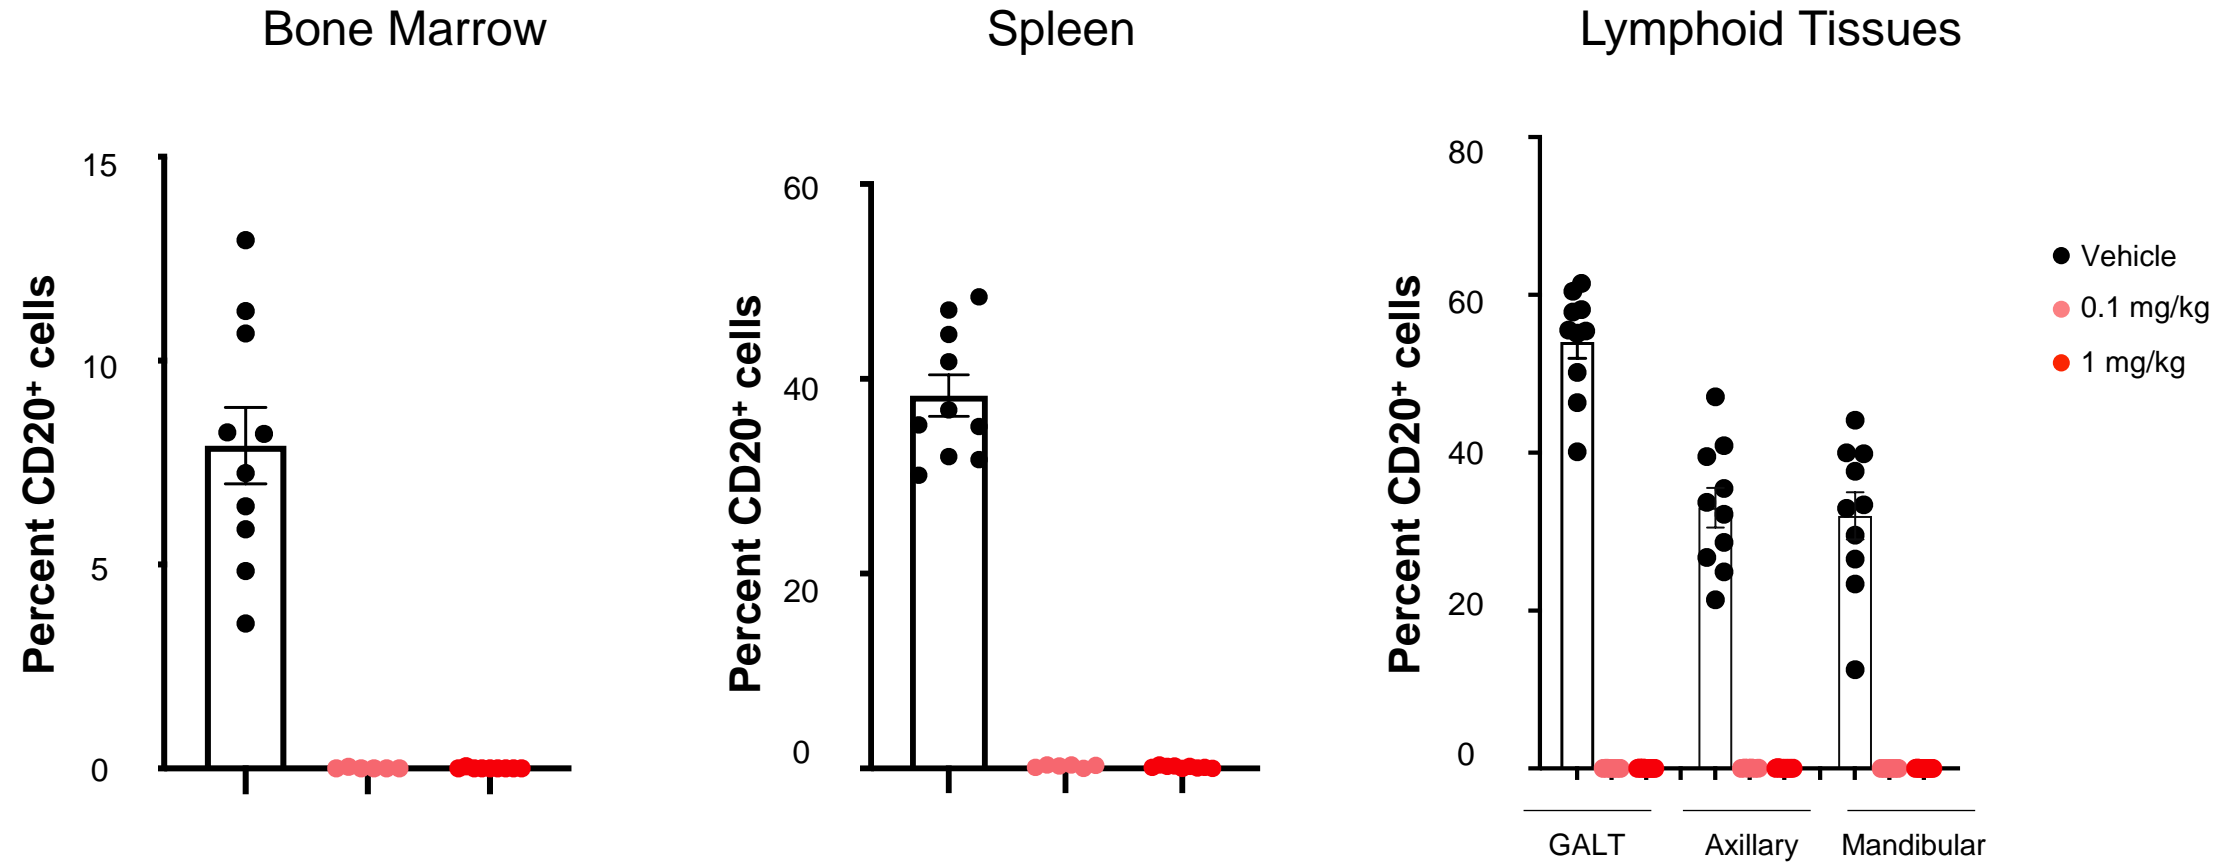 Bone Marrow
Percent CD20⁺ cells
15
10
5
0
Spleen
Percent CD20⁺ cells
60
40
20
0
Lymphoid Tissues
Percent CD20⁺ cells
80
60
40
20
0
GALT
Axillary
Mandibular
Vehicle
0.1 mg/kg
1 mg/kg